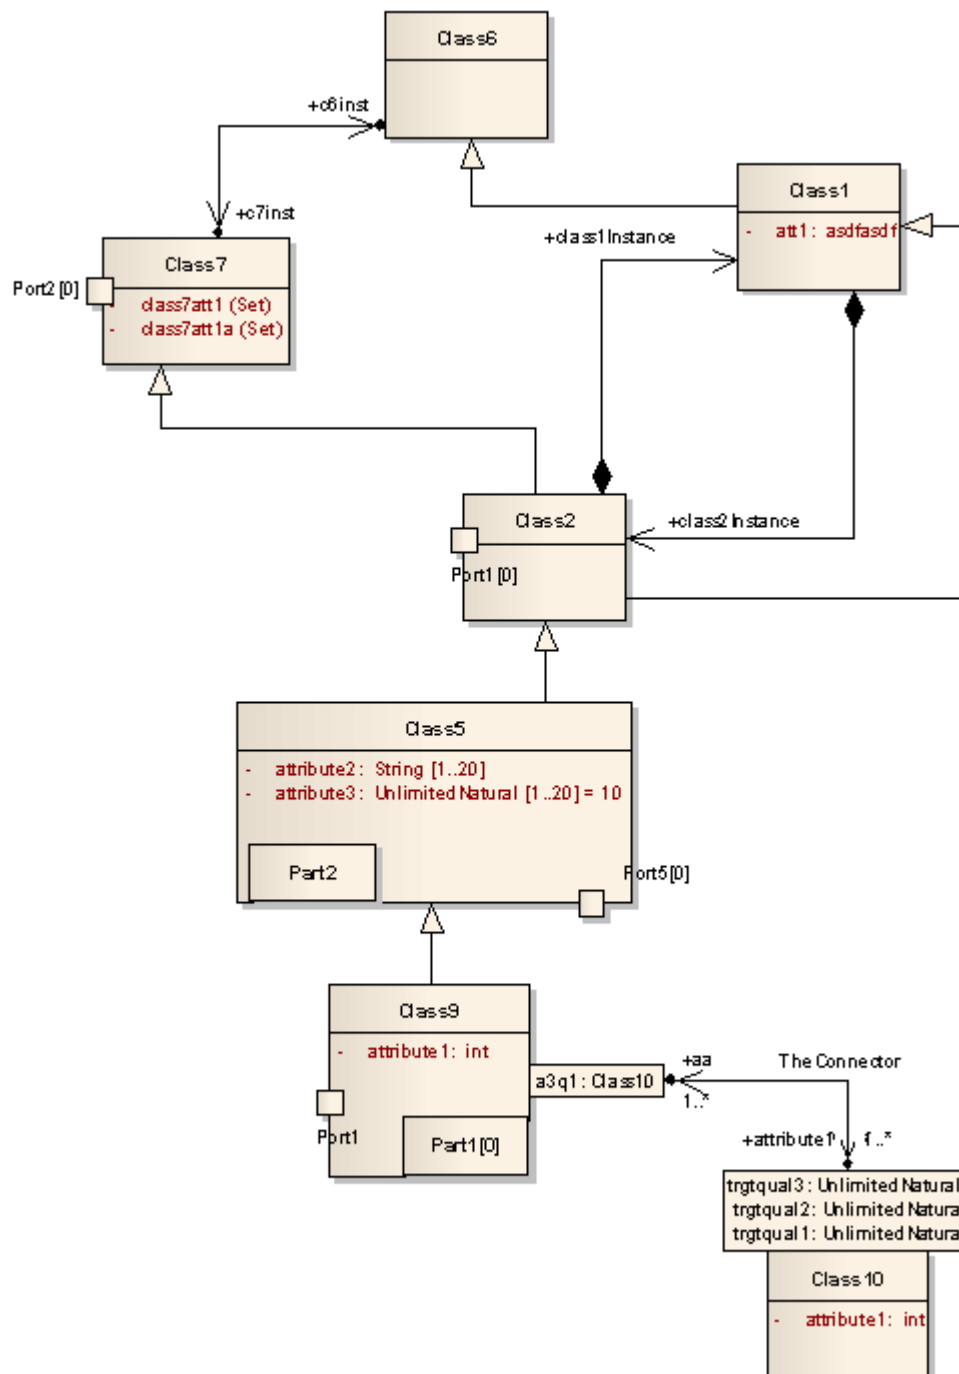 Class6
+c6inst
Class1
- att1: asdfasdf
+c7inst
+class1Instance
Class7
Port2 [0]
- class7att1 (Set)
- class7att1a (Set)
Class2
+class2Instance
Port1 [0]
Class5
- attribute2: String [1..20]
- attribute3: Unlimited Natural [1..20] = 10
Part2
Port5 [0]
Class9
- attribute1: int
+aa
The Connector
a3q1: Class10
1..*
Port1
Part1 [0]
+attribute1
1..*
trgtqual3: Unlimited Natural
trgtqual2: Unlimited Natura
trgtqual1: Unlimited Natura
Class10
- attribute1: int